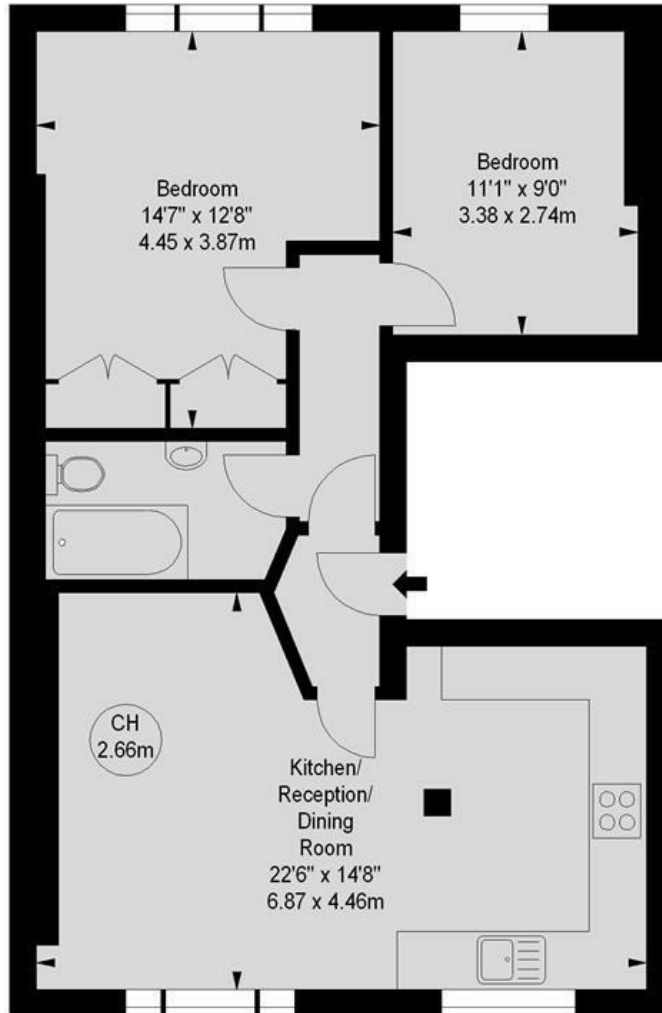 Bedroom
14'7" x 12'8"
4.45 x 3.87m
Bedroom
11'1" x 9'0"
3.38 x 2.74m
CH
2.66m
Kitchen/
Reception/
Dining
Room
22'6" x 14'8"
6.87 x 4.46m